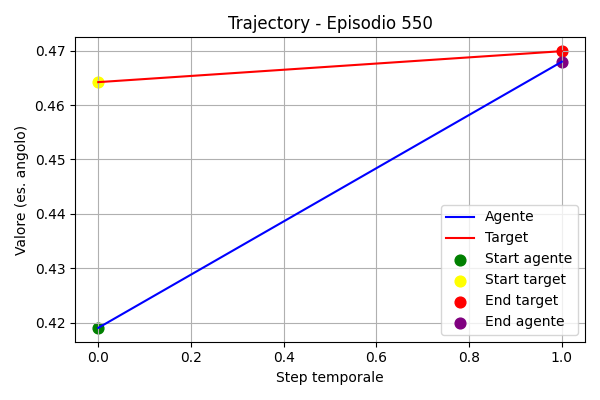 Trajectory - Episodio 550
Valore (es. angolo)
0.47
0.46
0.45
0.44
0.43
0.42
0.0 0.2 0.4 0.6 0.8 1.0
Step temporale
Agente
Target
Start agente
Start target
End target
End agente